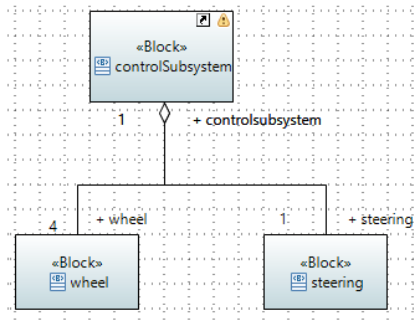 «Block»
controlSubsystem
1 + controlsubsystem
4 + wheel 1 + steering
«Block» «Block»
wheel steering